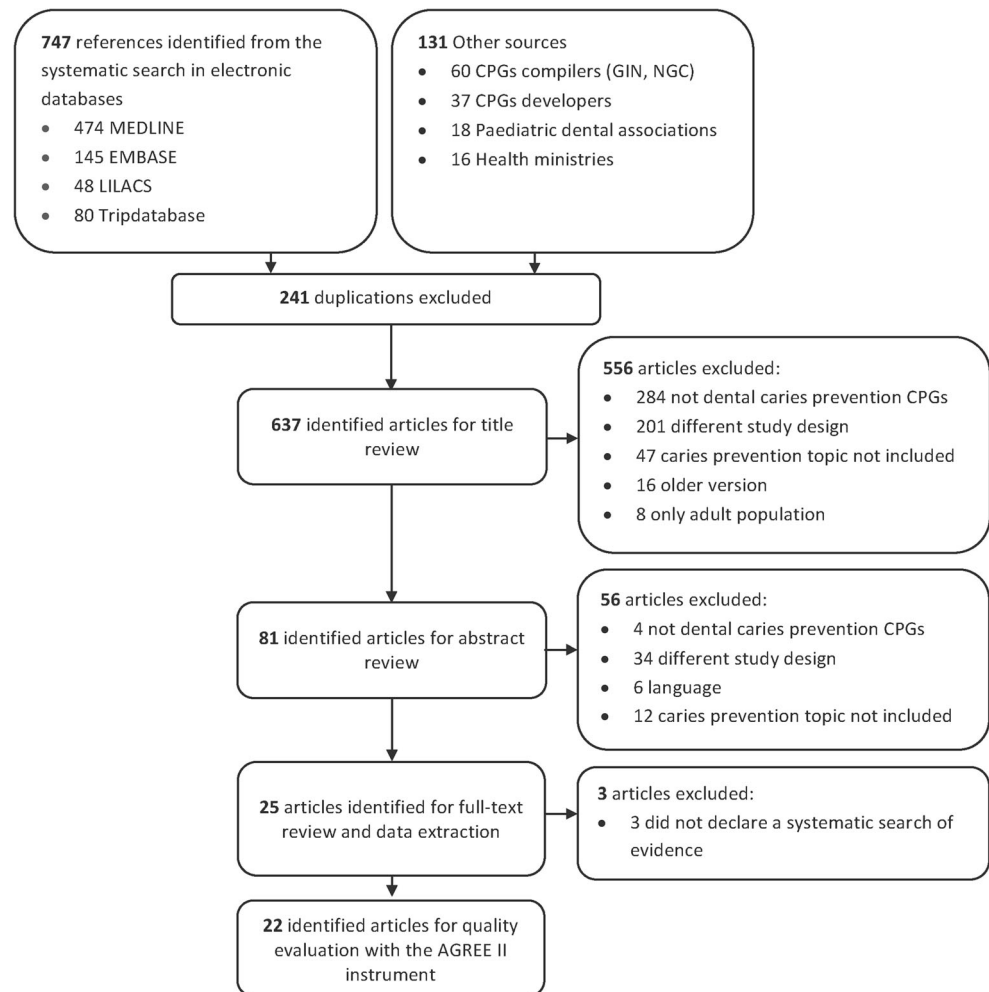 747 references identified from the
systematic search in electronic
databases
• 474 MEDLINE
• 145 EMBASE
• 48 LILACS
• 80 Tripdatabase
131 Other sources
• 60 CPGs compilers (GIN, NGC)
• 37 CPGs developers
• 18 Paediatric dental associations
• 16 Health ministries
241 duplications excluded
637 identified articles for title
review
556 articles excluded:
• 284 not dental caries prevention CPGs
• 201 different study design
• 47 caries prevention topic not included
• 16 older version
• 8 only adult population
81 identified articles for abstract
review
56 articles excluded:
• 4 not dental caries prevention CPGs
• 34 different study design
• 6 language
• 12 caries prevention topic not included
25 articles identified for full-text
review and data extraction
3 articles excluded:
• 3 did not declare a systematic search of
evidence
22 identified articles for quality
evaluation with the AGREE II
instrument